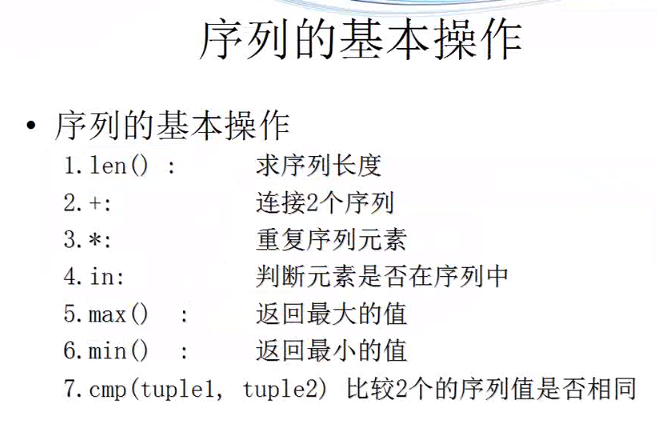 序列的基本操作
• 序列的基本操作
1.len() : 求序列长度
2.+: 连接2个序列
3.*: 重复序列元素
4.in: 判断元素是否在序列中
5.max() : 返回最大的值
6.min() : 返回最小的值
7.cmp(tuple1, tuple2) 比较2个的序列值是否相同